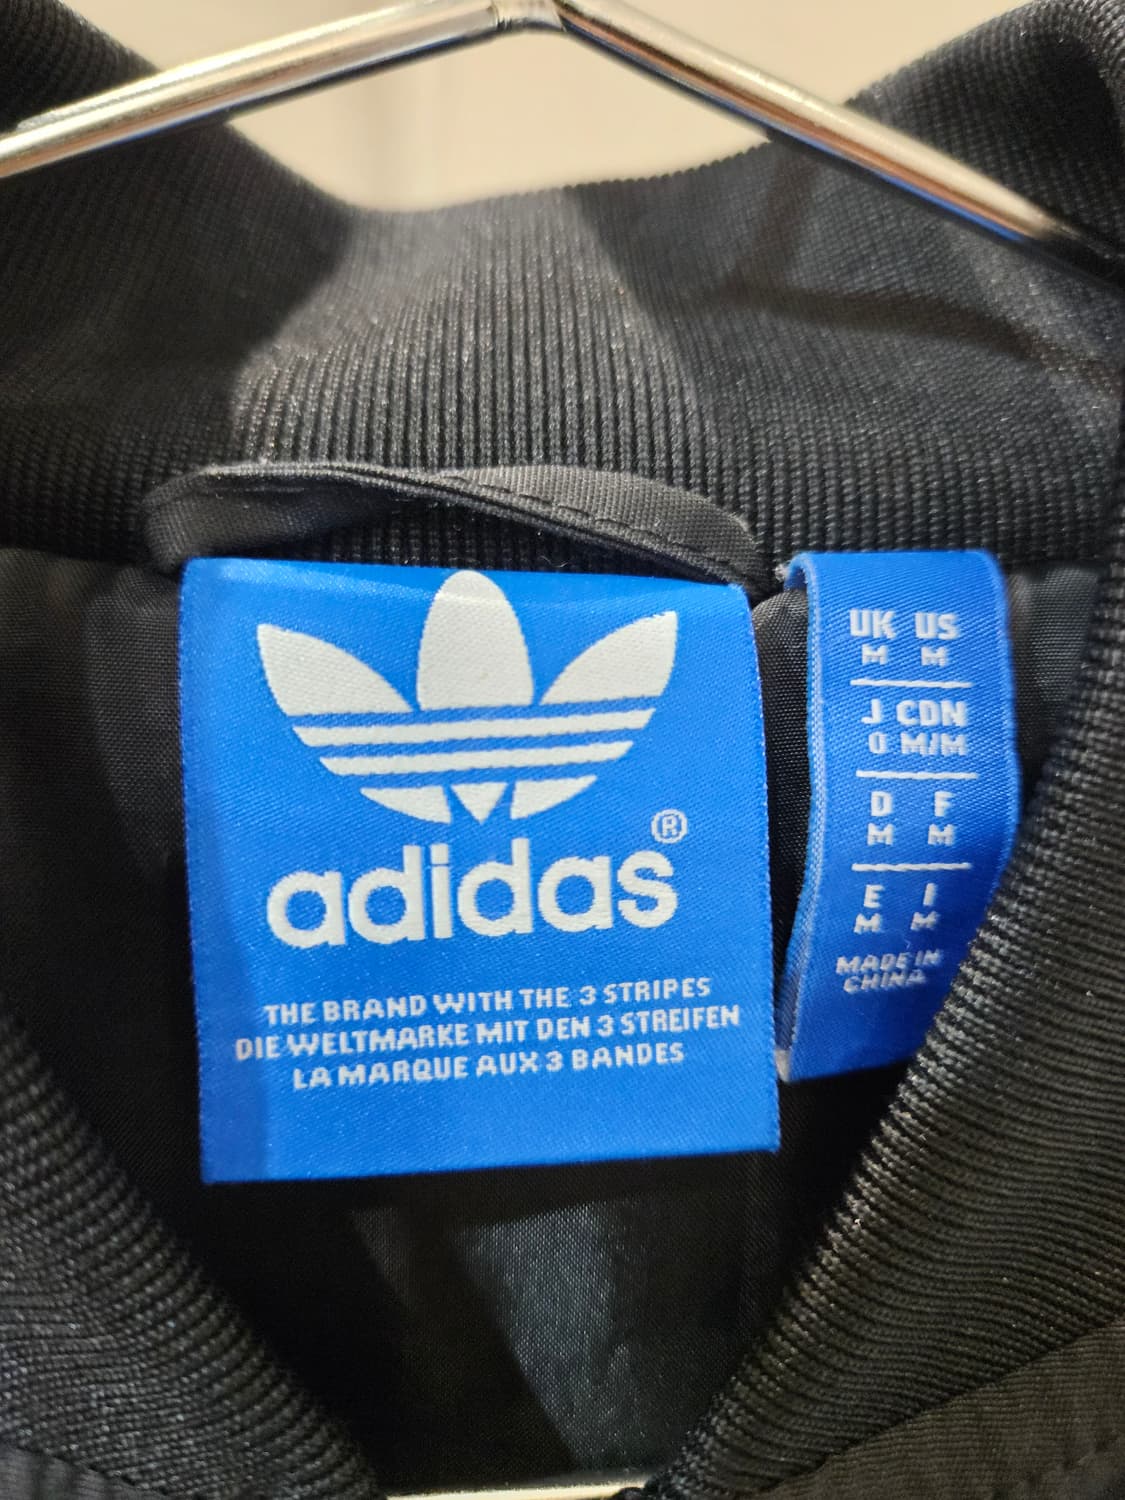 ®
adidas
THE BRAND WITH THE 3 STRIPES
DIE WELTMARKE MIT DEN 3 STREIFEN
LA MARQUE AUX 3 BANDES
UK US
M M
J CDN
O M/M
D F
M M
E I
M M
MADE IN
CHINA